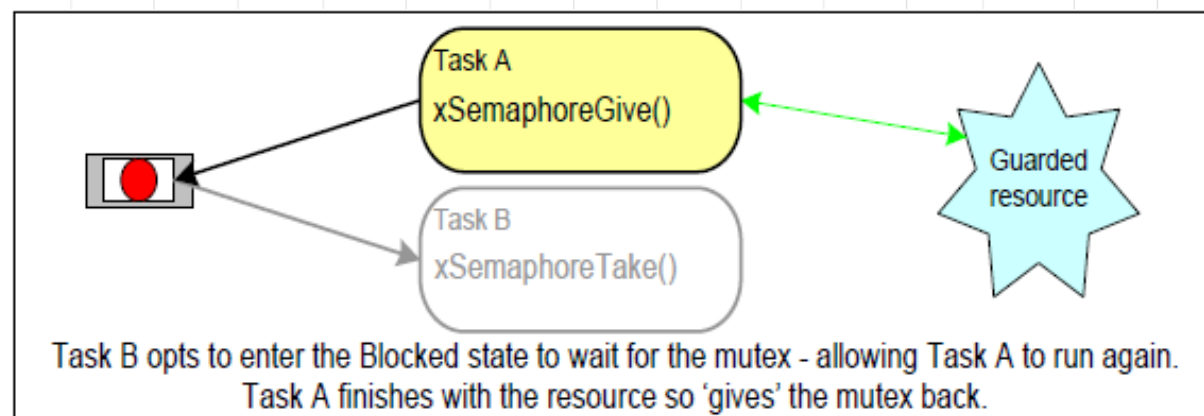 Task A
xSemaphoreGive()
Guarded
resource
Task B
xSemaphoreTake()
Task B opts to enter the Blocked state to wait for the mutex - allowing Task A to run again.
Task A finishes with the resource so ‘gives’ the mutex back.